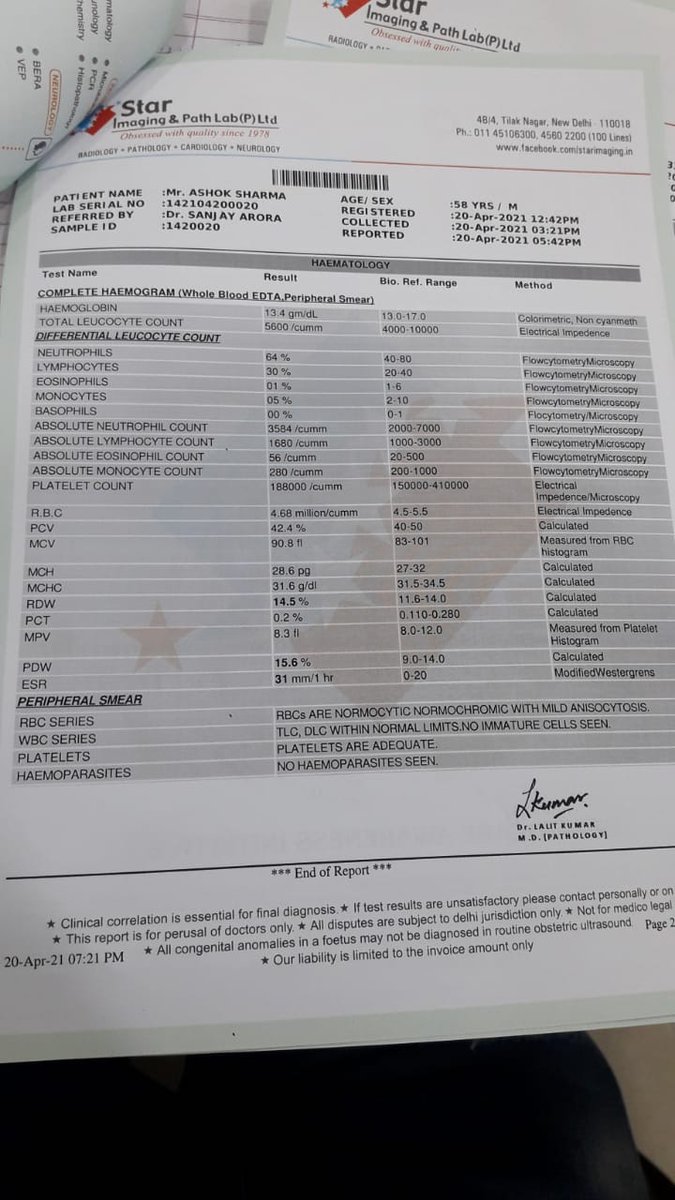 Star
Imaging & Path Lab(P)Ltd
Obsessed with
RADIOLOGY
NEUROLOGY
BERA
VEP
PCR
Star
Imaging & Path Lab(P)Ltd
Obsessed with quality since 1978
RADIOLOGY • PATHOLOGY • CARDIOLOGY • NEUROLOGY
4B/4, Tilak Nagar, New Delhi - 110018
Ph.: 011 45106300, 4560 2200 (100 Lines)
www.facebook.com/starimaging.in
PATIENT NAME :Mr. ASHOK SHARMA AGE/ SEX :58 YRS / M
LAB SERIAL NO :142104200020 REGISTERED :20-Apr-2021 12:42PM
REFERRED BY :Dr. SANJAY ARORA COLLECTED :20-Apr-2021 03:21PM
SAMPLE ID :1420020 REPORTED :20-Apr-2021 05:42PM
HAEMATOLOGY
Test Name Result Bio. Ref. Range Method
COMPLETE HAEMOGRAM (Whole Blood EDTA,Peripheral Smear)
HAEMOGLOBIN 13.4 gm/dL 13.0-17.0 Colorimetric, Non cyanmeth
TOTAL LEUCOCYTE COUNT 5600 /cumm 4000-10000 Electrical Impedence
DIFFERENTIAL LEUCOCYTE COUNT
NEUTROPHILS 64 % 40-80 FlowcytometryMicroscopy
LYMPHOCYTES 30 % 20-40 FlowcytometryMicroscopy
EOSINOPHILS 01 % 1-6 FlowcytometryMicroscopy
MONOCYTES 05 % 2-10 FlowcytometryMicroscopy
BASOPHILS 00 % 0-1 Flocytometry/Microscopy
ABSOLUTE NEUTROPHIL COUNT 3584 /cumm 2000-7000 FlowcytometryMicroscopy
ABSOLUTE LYMPHOCYTE COUNT 1680 /cumm 1000-3000 FlowcytometryMicroscopy
ABSOLUTE EOSINOPHIL COUNT 56 /cumm 20-500 FlowcytometryMicroscopy
ABSOLUTE MONOCYTE COUNT 280 /cumm 200-1000 FlowcytometryMicroscopy
PLATELET COUNT 188000 /cumm 150000-410000 Electrical
Impedence/Microscopy
R.B.C 4.68 million/cumm 4.5-5.5 Electrical Impedence
PCV 42.4 % 40-50 Calculated
MCV 90.8 fl 83-101 Measured from RBC
histogram
MCH 28.6 pg 27-32 Calculated
MCHC 31.6 g/dl 31.5-34.5 Calculated
RDW 14.5 % 11.6-14.0 Calculated
PCT 0.2 % 0.110-0.280 Calculated
MPV 8.3 fl 8.0-12.0 Measured from Platelet
Histogram
PDW 15.6 % 9.0-14.0 Calculated
ESR 31 mm/1 hr 0-20 ModifiedWestergrens
PERIPHERAL SMEAR
RBC SERIES RBCs ARE NORMOCYTIC NORMOCHROMIC WITH MILD ANISOCYTOSIS.
WBC SERIES TLC, DLC WITHIN NORMAL LIMITS.NO IMMATURE CELLS SEEN.
PLATELETS PLATELETS ARE ADEQUATE.
HAEMOPARASITES NO HAEMOPARASITES SEEN.
LKumar.
Dr. LALIT KUMAR
M.D.[PATHOLOGY]
*** End of Report ***
★ Clinical correlation is essential for final diagnosis.★ If test results are unsatisfactory please contact personally or on
★ This report is for perusal of doctors only. ★ All disputes are subject to delhi jurisdiction only ★ Not for medico legal
★ All congenital anomalies in a foetus may not be diagnosed in routine obstetric ultrasound.
★ Our liability is limited to the invoice amount only
20-Apr-21 07:21 PM
Page 2